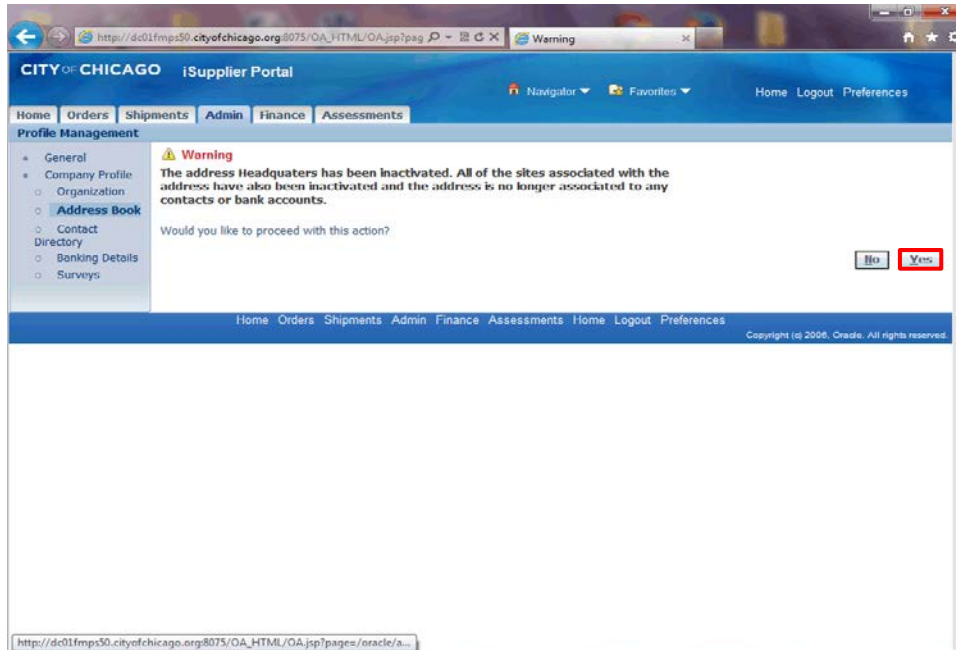 http://dc01fmps50.cityofchicago.org:8075/OA_HTML/OA.jsp?pag
Warning
CITY OF CHICAGO iSupplier Portal
Navigator Favorites Home Logout Preferences
Home Orders Shipments Admin Finance Assessments
Profile Management
General
Company Profile
Organization
Address Book
Contact
Directory
Banking Details
Surveys
Warning
The address Headquaters has been inactivated. All of the sites associated with the
address have also been inactivated and the address is no longer associated to any
contacts or bank accounts.
Would you like to proceed with this action?
No Yes
Home Orders Shipments Admin Finance Assessments Home Logout Preferences
Copyright (c) 2006, Oracle. All rights reserved.
http://dc01fmps50.cityofchicago.org:8075/OA_HTML/OA.jsp?page=/oracle/a...